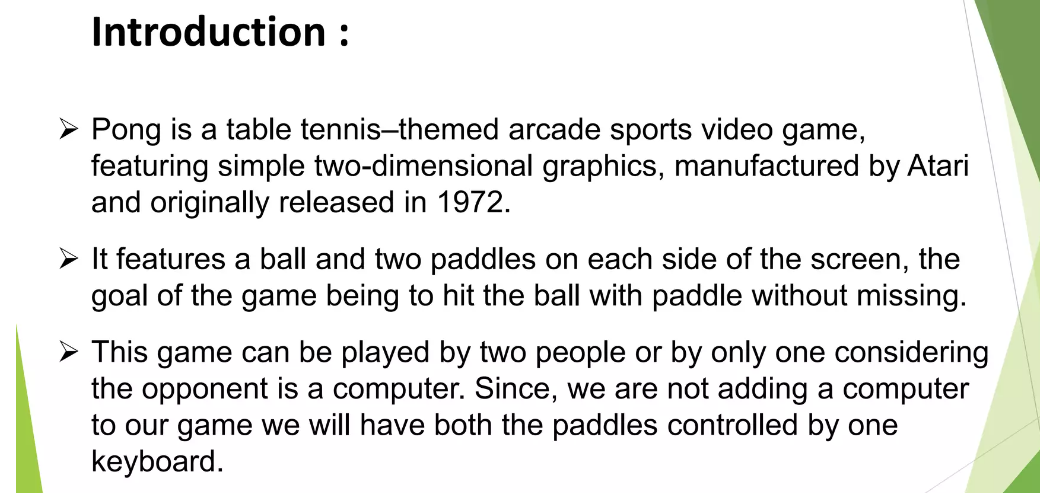 Introduction :
➢ Pong is a table tennis–themed arcade sports video game,
featuring simple two-dimensional graphics, manufactured by Atari
and originally released in 1972.
➢ It features a ball and two paddles on each side of the screen, the
goal of the game being to hit the ball with paddle without missing.
➢ This game can be played by two people or by only one considering
the opponent is a computer. Since, we are not adding a computer
to our game we will have both the paddles controlled by one
keyboard.